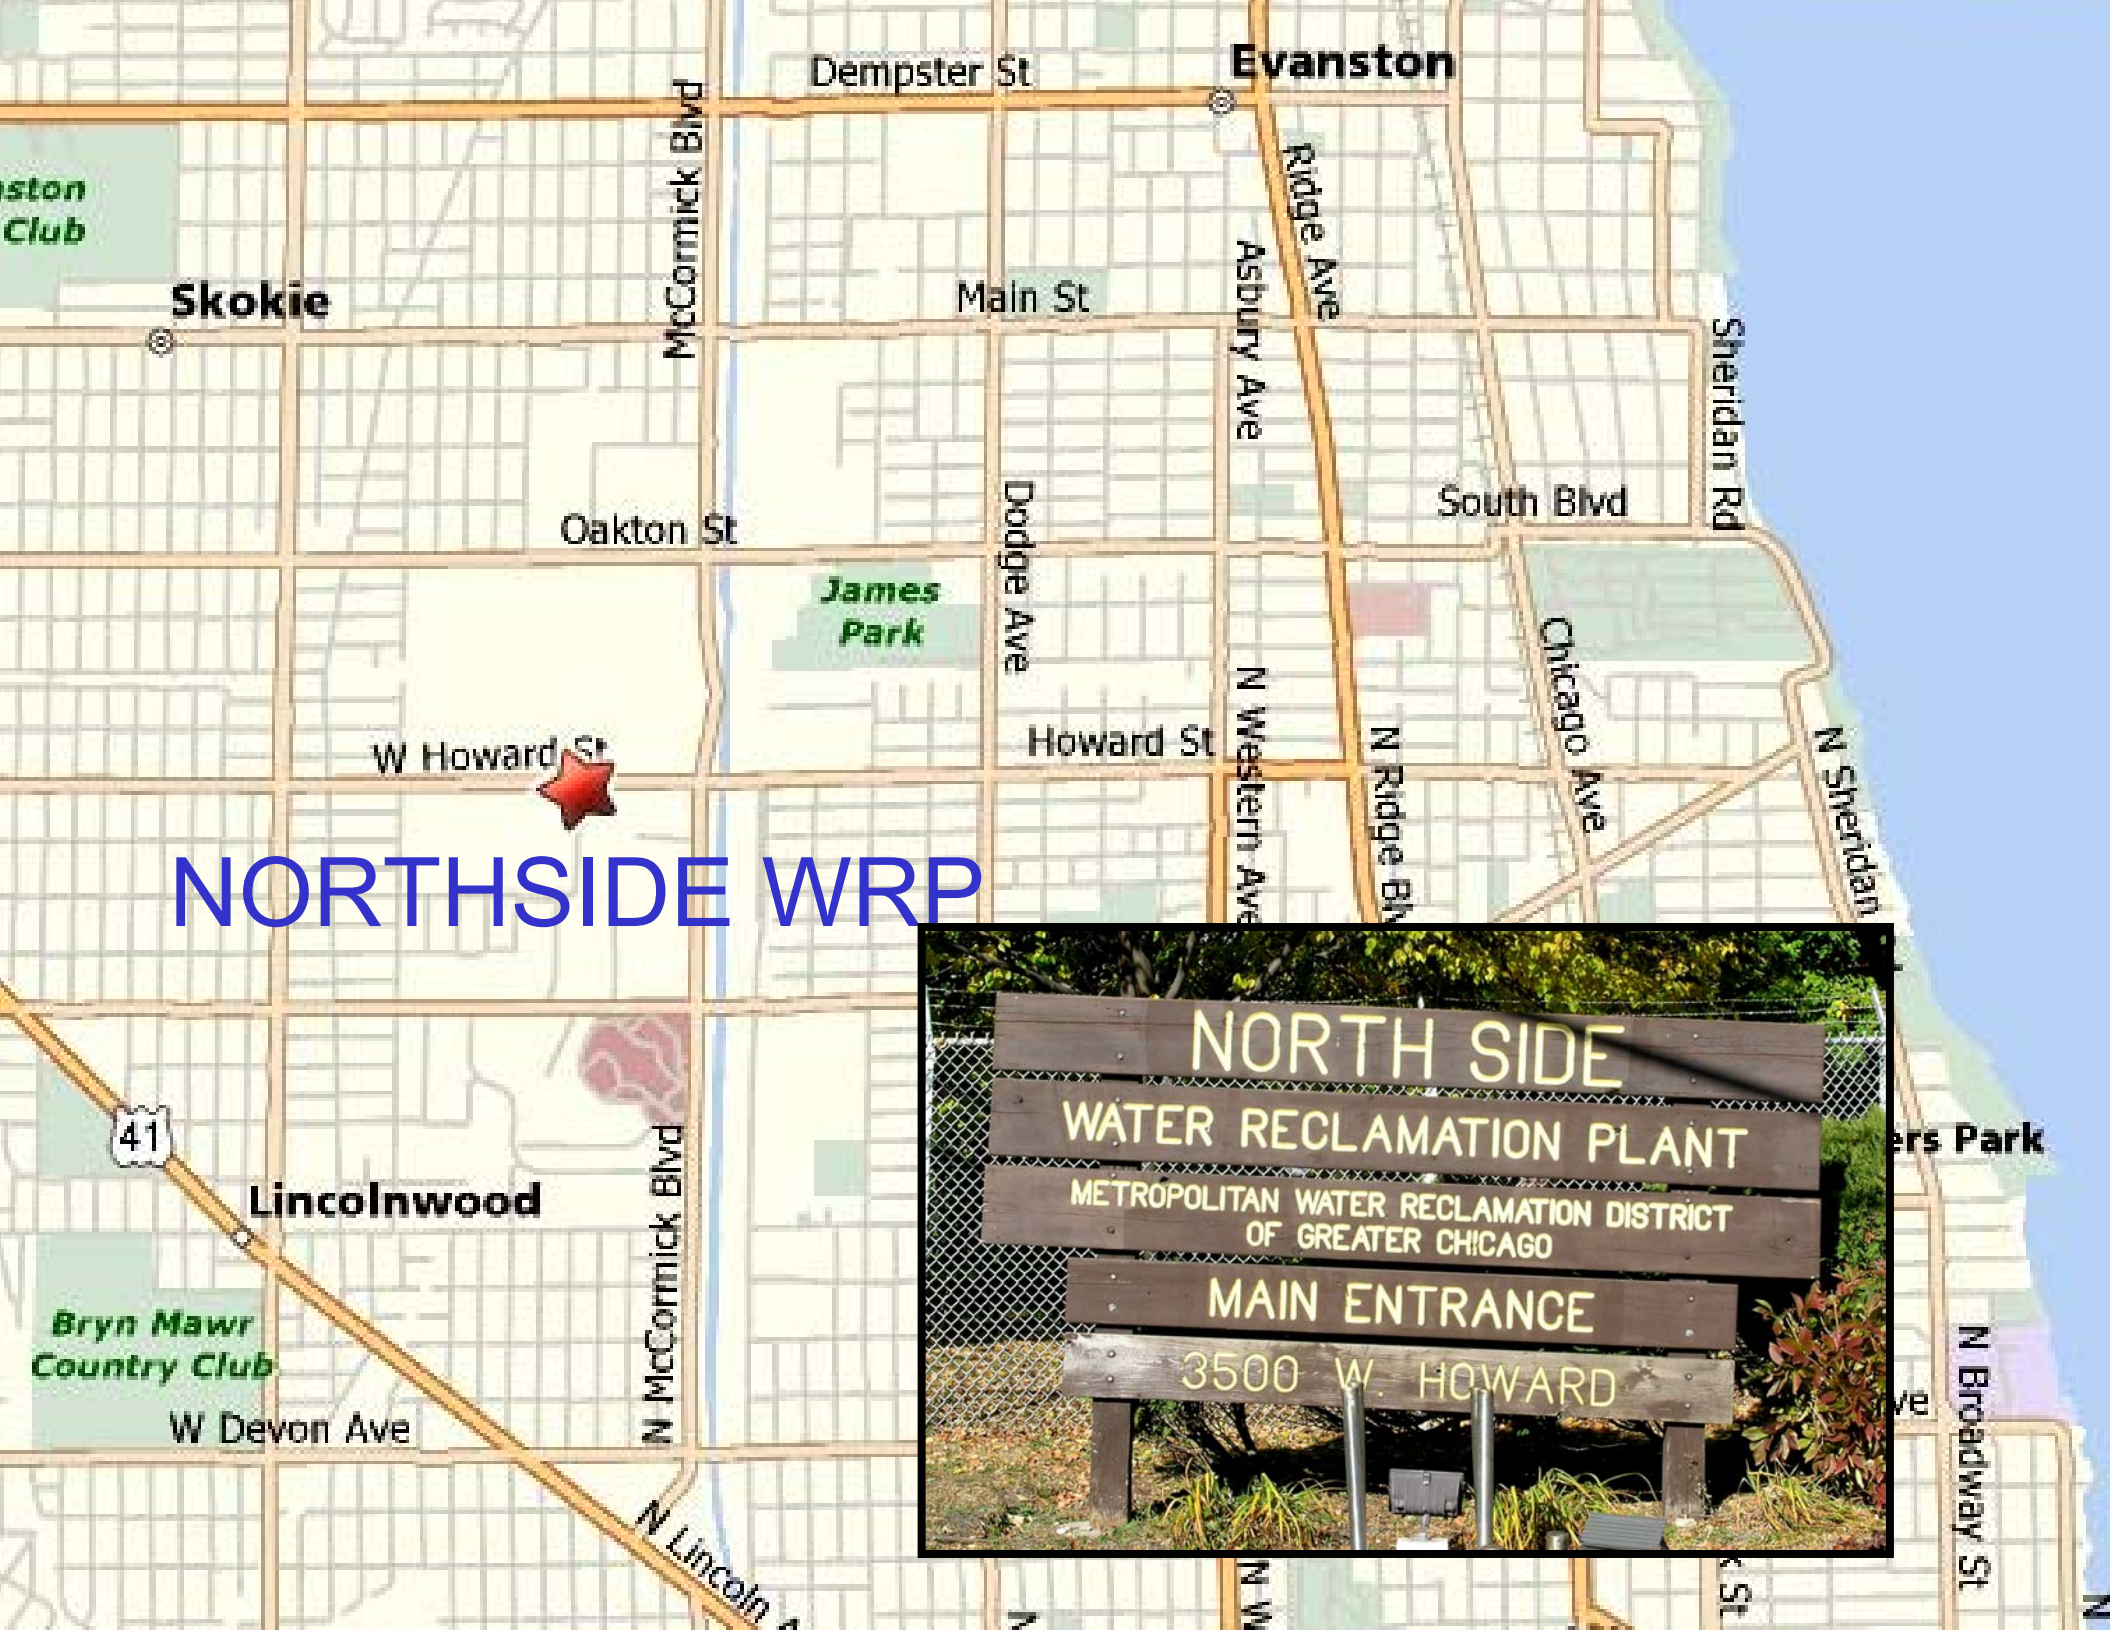 Dempster St
Evanston
McCormick Blvd
Ridge Ave
Club
Skokie
Main St
Asbury Ave
Sheridan Rd
Oakton St
Dodge Ave
South Blvd
James
Park
Chicago Ave
W Howard St
Howard St
N Western Ave
N Ridge
N Sheridan
NORTHSIDE WRP
NORTH SIDE
WATER RECLAMATION PLANT
METROPOLITAN WATER RECLAMATION DISTRICT
OF GREATER CHICAGO
MAIN ENTRANCE
3500 W. HOWARD
41
Park
Lincolnwood
N McCormick Blvd
Bryn Mawr
Country Club
W Devon Ave
N Broadway St
N Lincoln
N
St
N